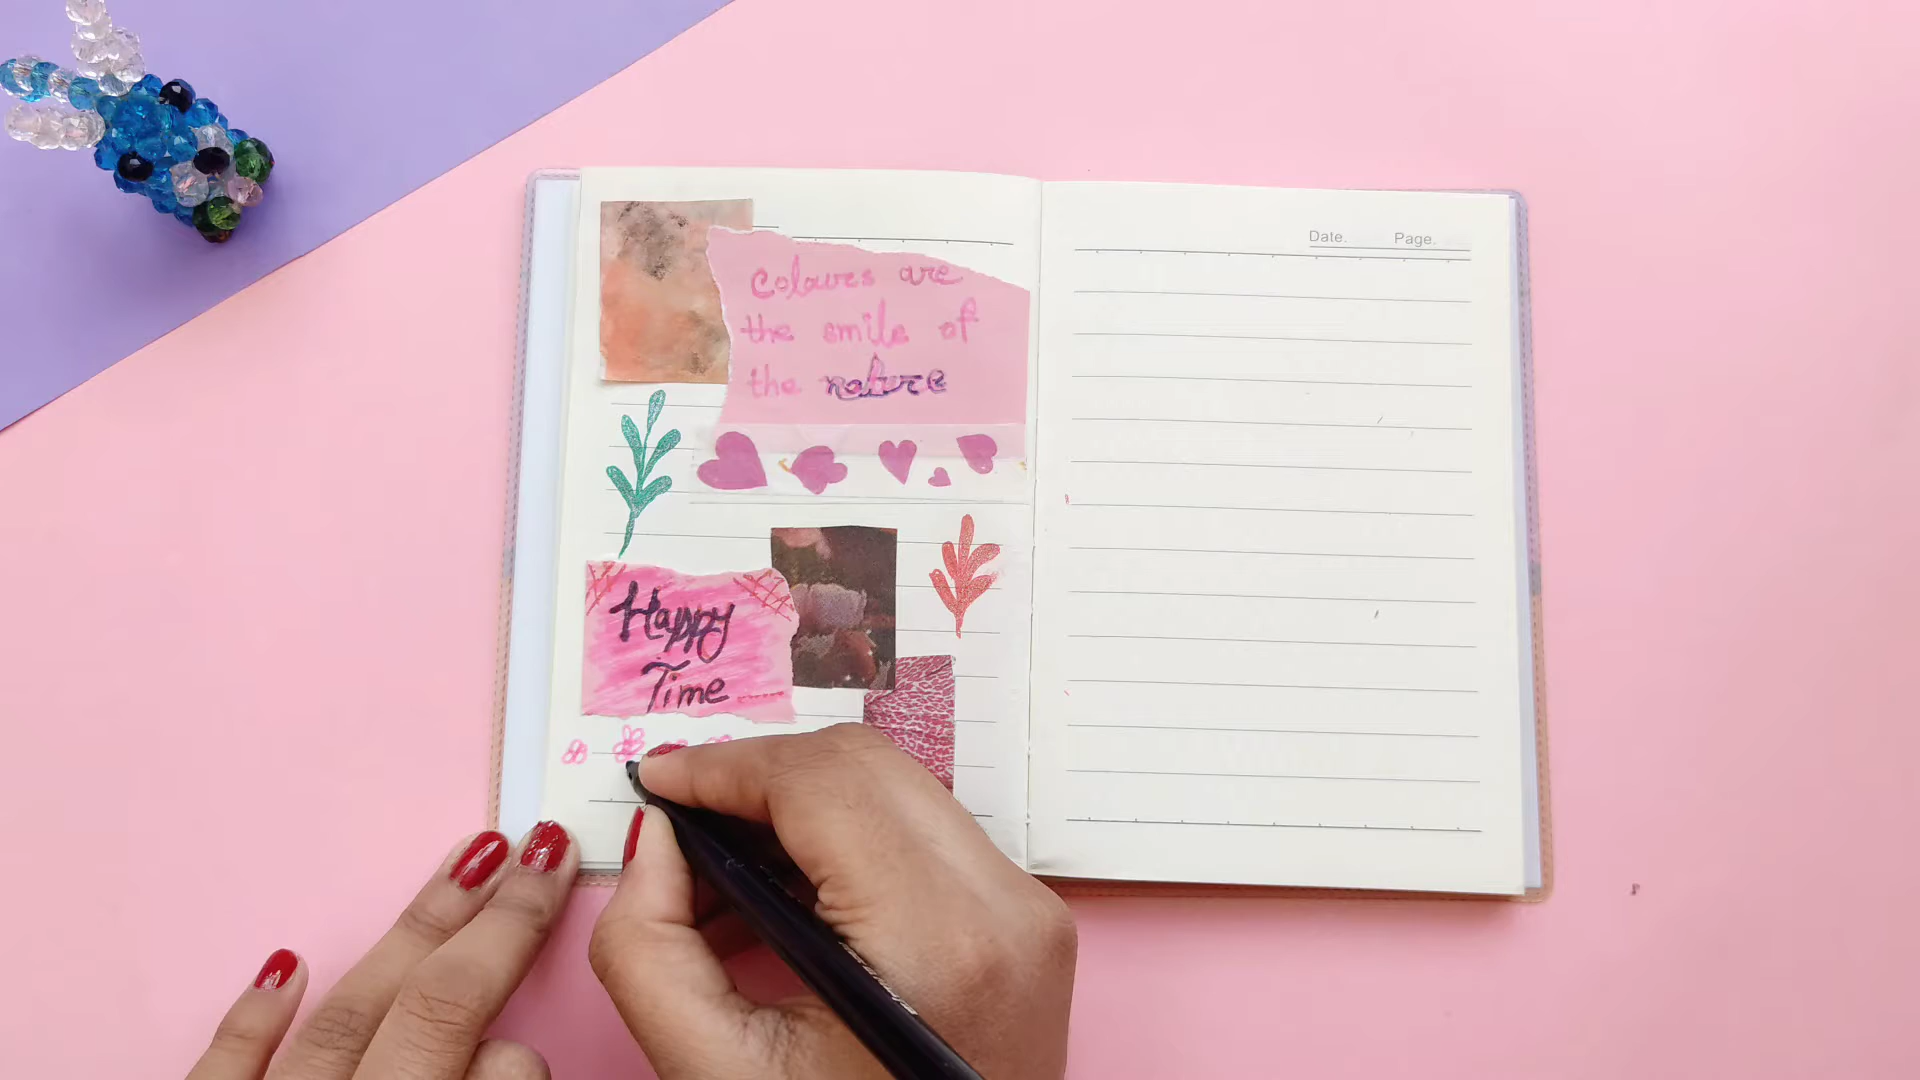 Date. Page.
Colours are
the smile of
the nature
Happy
Time